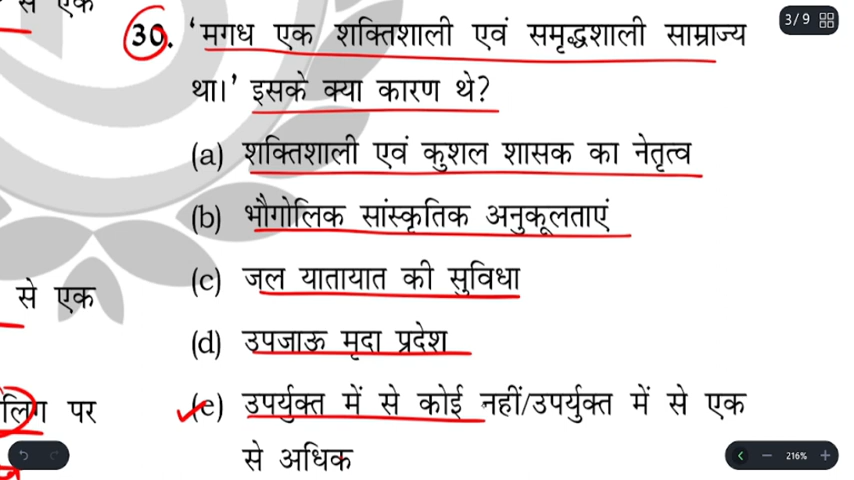 से एक
3/9
30. ‘मगध एक शक्तिशाली एवं समृद्धशाली साम्राज्य
था।’ इसके क्या कारण थे?
(a) शक्तिशाली एवं कुशल शासक का नेतृत्व
(b) भौगोलिक सांस्कृतिक अनुकूलताएं
(c) जल यातायात की सुविधा
से एक
(d) उपजाऊ मृदा प्रदेश
(e) उपर्युक्त में से कोई नहीं/उपर्युक्त में से एक
लिग पर
से अधिक
216%